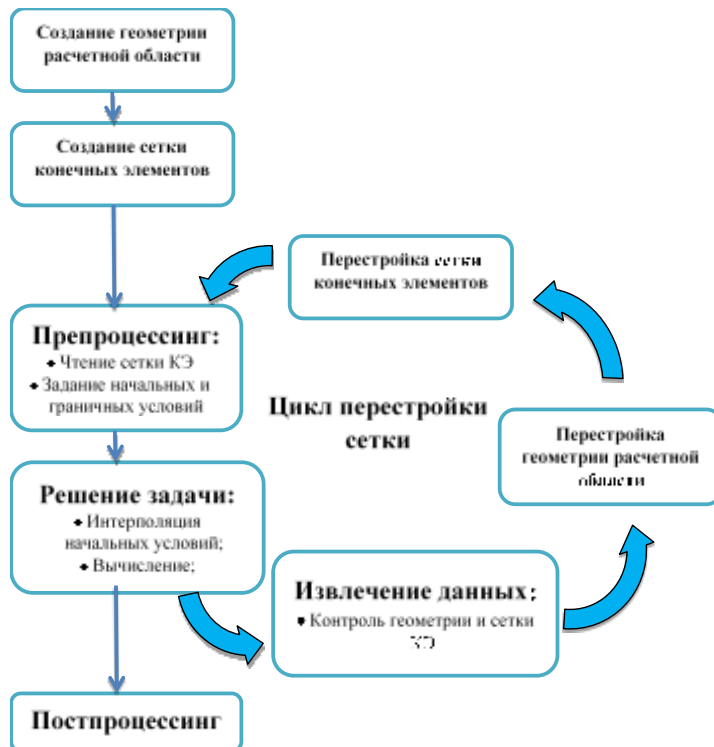 Создание геометрии
расчетной области
Создание сетки
конечных элементов
Перестройка сетки
конечных элементов
Препроцессинг:
• Чтение сетки КЭ
• Задание начальных и
граничных условий
Цикл перестройки
сетки
Перестройка
геометрии расчетной
области
Решение задачи:
• Интерполяция
начальных условий;
• Вычисление;
Извлечение данных:
• Контроль геометрии и сетки
КЭ
Постпроцессинг